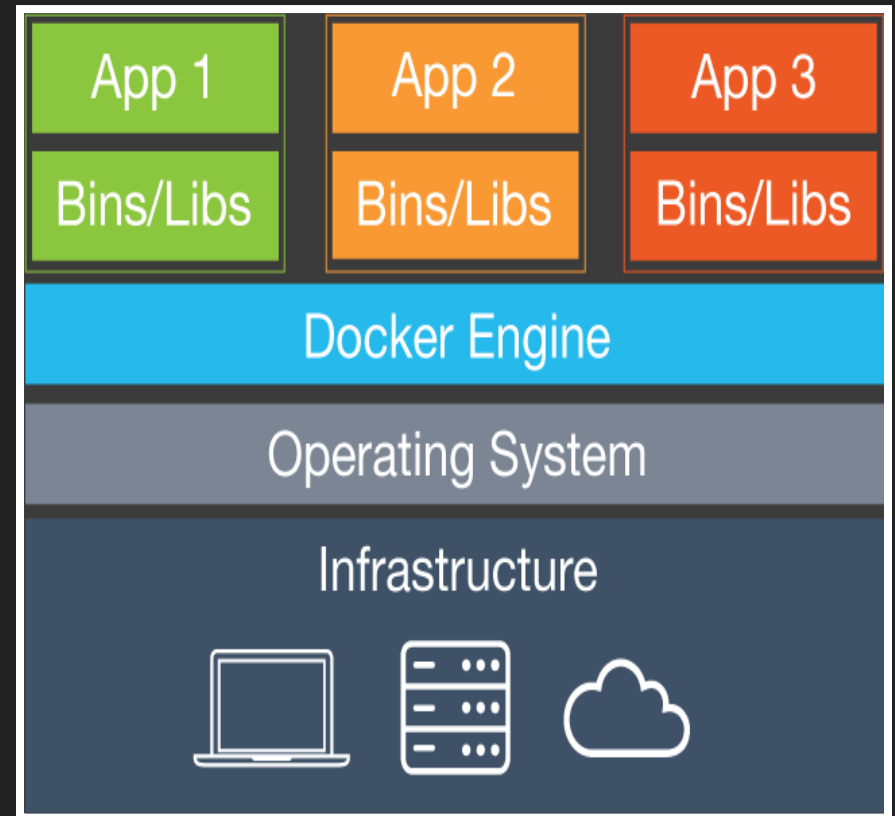 App 1
App 2
App 3
Bins/Libs
Bins/Libs
Bins/Libs
Docker Engine
Operating System
Infrastructure